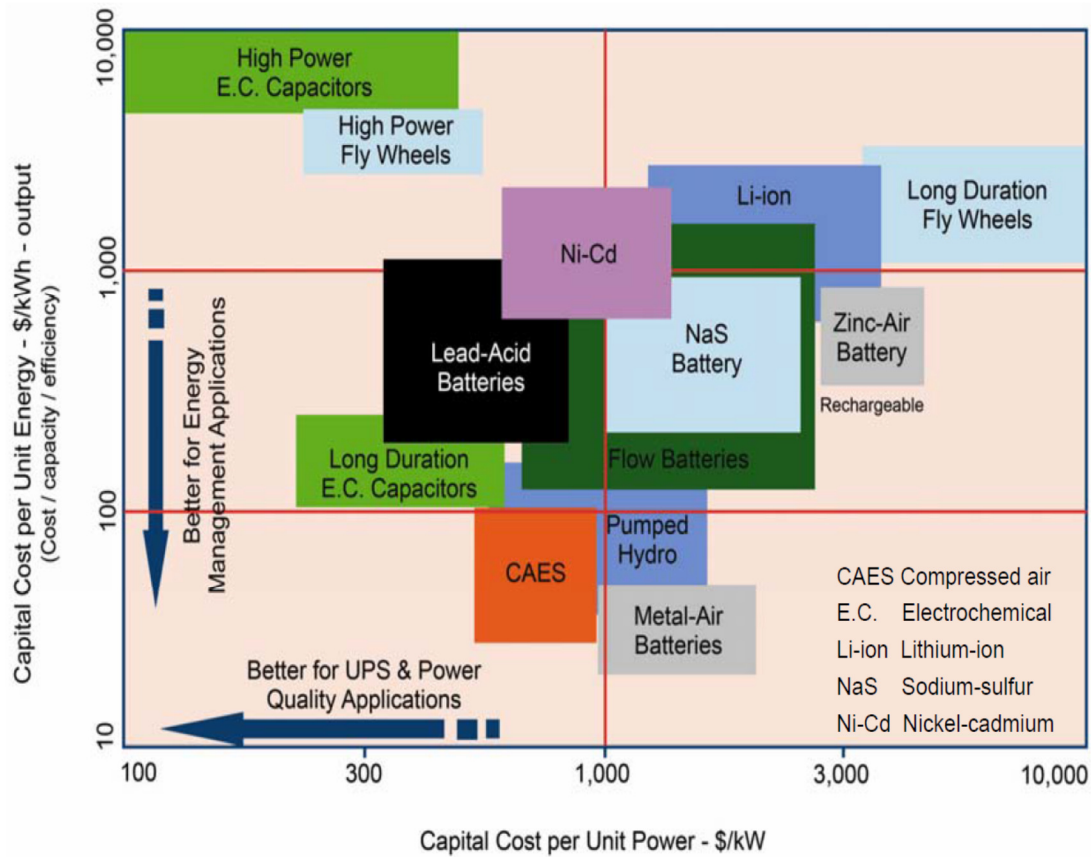 Capital Cost per Unit Energy - $/kWh - output
(Cost / capacity / efficiency)
10,000
1,000
100
10
High Power
E.C. Capacitors
High Power
Fly Wheels
Long Duration
Fly Wheels
Li-ion
Ni-Cd
Zinc-Air
Battery
Rechargeable
NaS
Battery
Lead-Acid
Batteries
Flow Batteries
Long Duration
E.C. Capacitors
Pumped
Hydro
CAES
Metal-Air
Batteries
Better for Energy
Management Applications
Better for UPS & Power
Quality Applications
CAES Compressed air
E.C. Electrochemical
Li-ion Lithium-ion
NaS Sodium-sulfur
Ni-Cd Nickel-cadmium
100
300
1,000
3,000
10,000
Capital Cost per Unit Power - $/kW